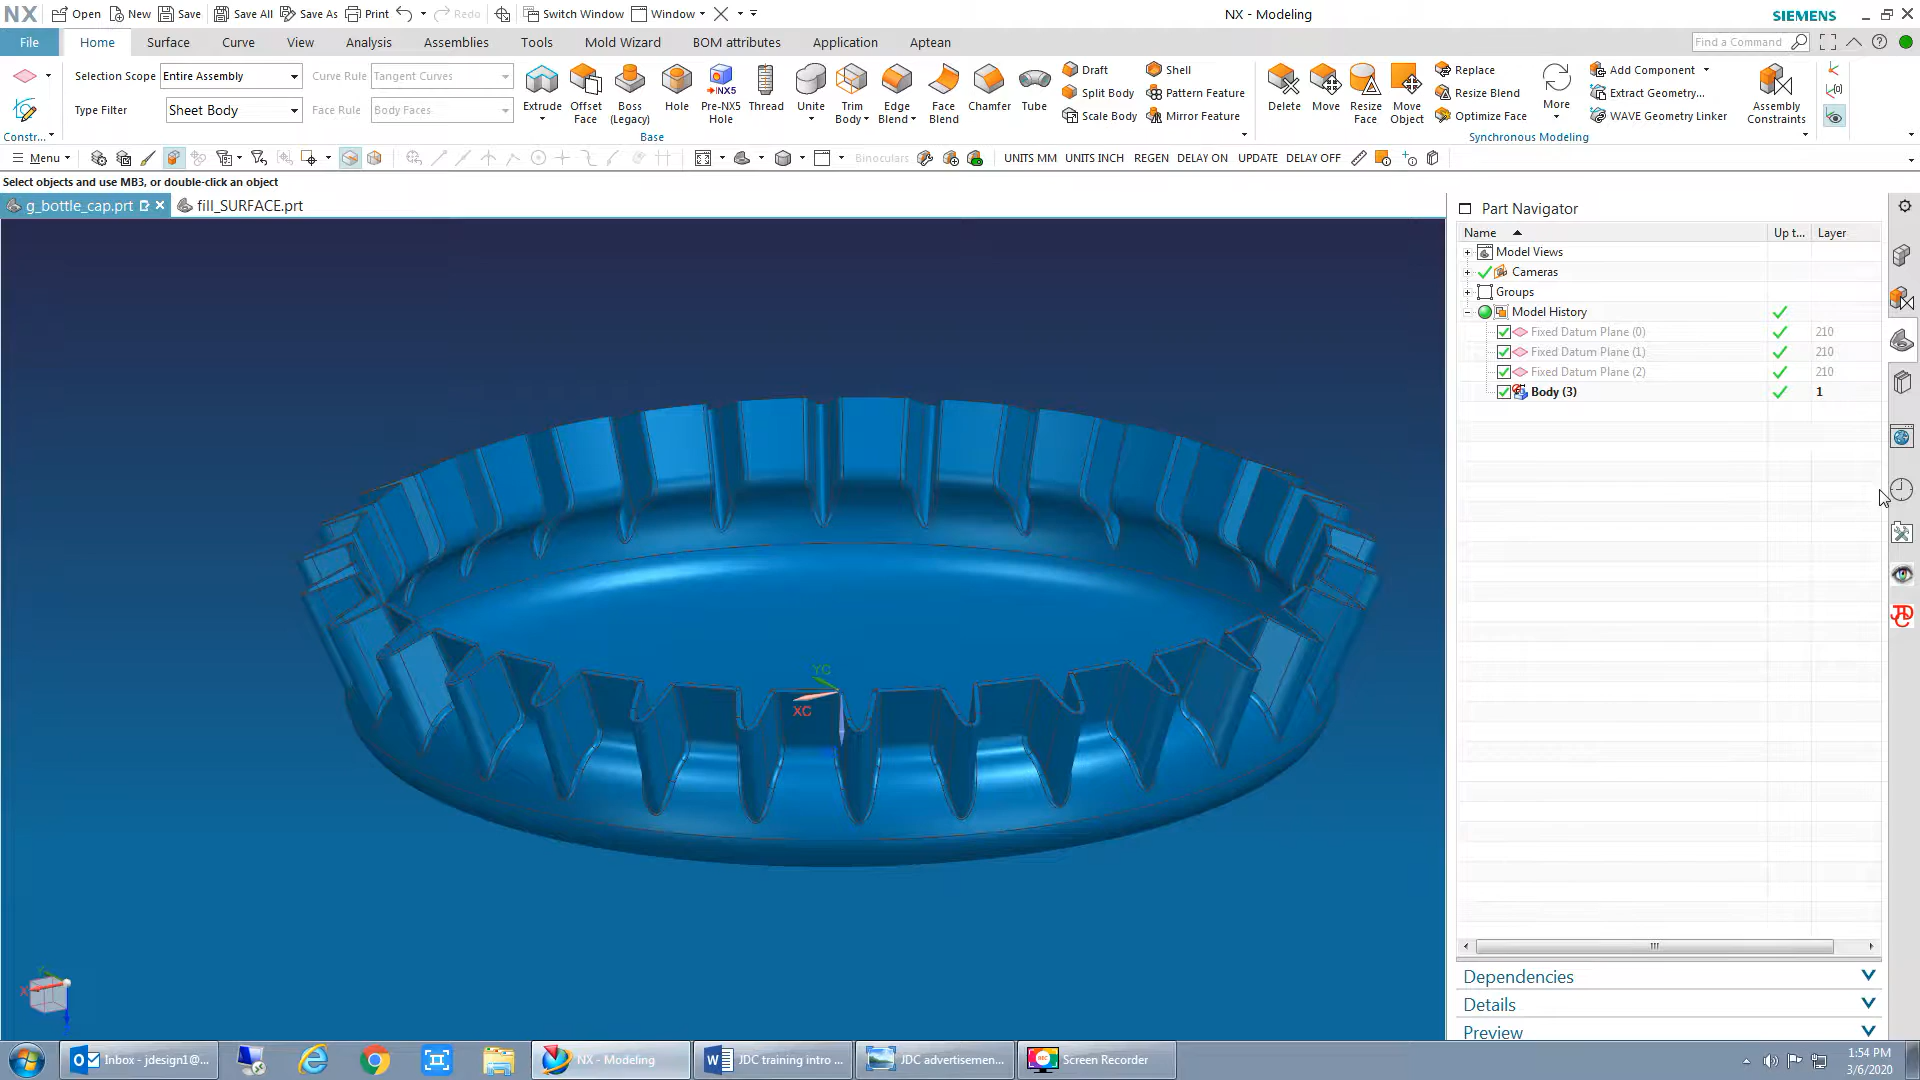 NX Open New Save Save All Save As Print Redo Switch Window Window NX - Modeling SIEMENS
File Home Surface Curve View Analysis Assemblies Tools Mold Wizard BOM attributes Application Aptean Find a Command
Selection Scope Entire Assembly Curve Rule Tangent Curves
Type Filter Sheet Body Face Rule Body Faces
Constr...
Extrude
Offset
Face
Boss
(Legacy)
Hole
NX5
Pre-NX5
Hole
Thread
Unite
Trim
Body
Edge
Blend
Face
Blend
Chamfer
Tube
Draft
Split Body
Scale Body
Shell
Pattern Feature
Mirror Feature
Base
Delete
Move
Resize
Face
Move
Object
Replace
Resize Blend
Optimize Face
More
Synchronous Modeling
Add Component
Extract Geometry...
WAVE Geometry Linker
Assembly
Constraints
Menu Binoculars UNITS MM UNITS INCH REGEN DELAY ON UPDATE DELAY OFF
Select objects and use MB3, or double-click an object
g_bottle_cap.prt fill_SURFACE.prt
Part Navigator
Name Up t... Layer
Model Views
Cameras
Groups
Model History
Fixed Datum Plane (0) 210
Fixed Datum Plane (1) 210
Fixed Datum Plane (2) 210
Body (3) 1
YC
XC
X
Dependencies
Details
Preview
Inbox - jdesign1@... NX - Modeling JDC training intro ... JDC advertisemen... Screen Recorder
1:54 PM
3/6/2020